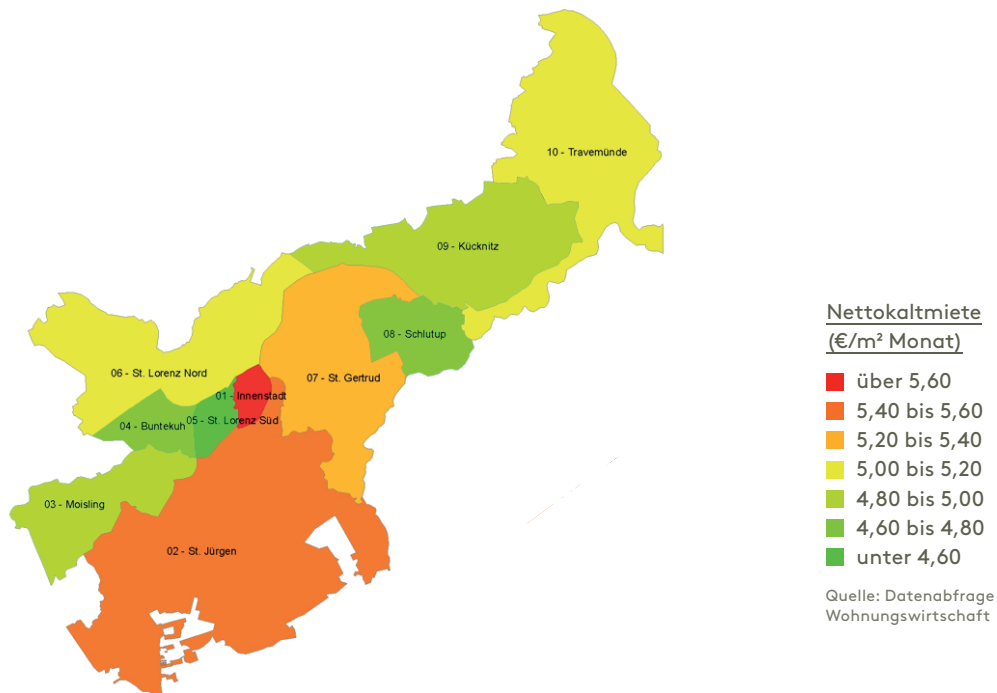 10 - Travemünde
09 - Kücknitz
08 - Schlutup
06 - St. Lorenz Nord
07 - St. Gertrud
01 - Innenstadt
05 - St. Lorenz Süd
04 - Buntekuh
03 - Moisling
02 - St. Jürgen
Nettokaltmiete
(€/m² Monat)
über 5,60
5,40 bis 5,60
5,20 bis 5,40
5,00 bis 5,20
4,80 bis 5,00
4,60 bis 4,80
unter 4,60
Quelle: Datenabfrage
Wohnungswirtschaft